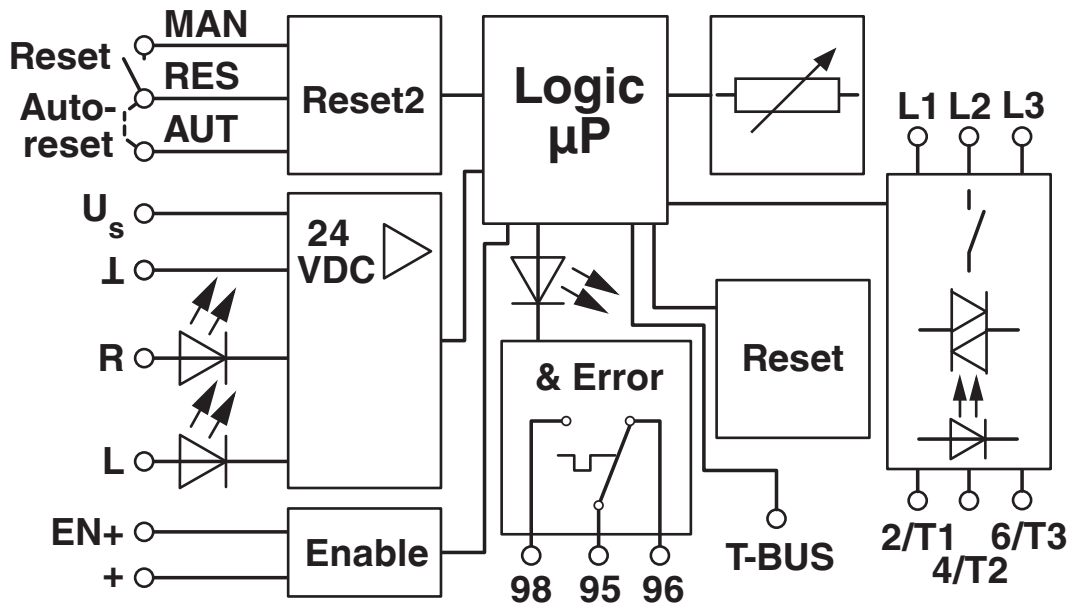 MAN
Reset
RES
Auto-
reset
AUT
Reset2
Logic
µP
L1 L2 L3
Us
⊥
24
VDC
R
L
EN+
+
Enable
& Error
Reset
98 95 96
T-BUS
2/T1 6/T3
4/T2